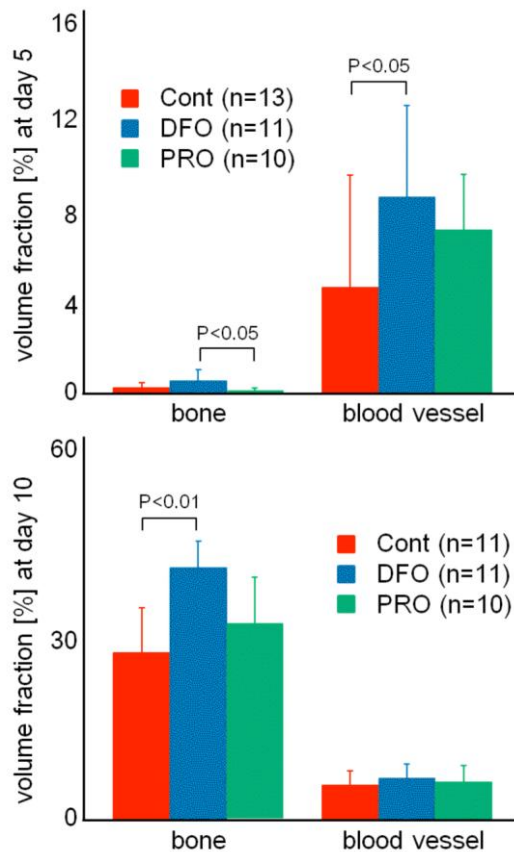 volume fraction [%] at day 5
16
12
8
4
0
Cont (n=13)
DFO (n=11)
PRO (n=10)
P<0.05
P<0.05
bone
blood vessel
volume fraction [%] at day 10
60
30
0
P<0.01
Cont (n=11)
DFO (n=11)
PRO (n=10)
bone
blood vessel